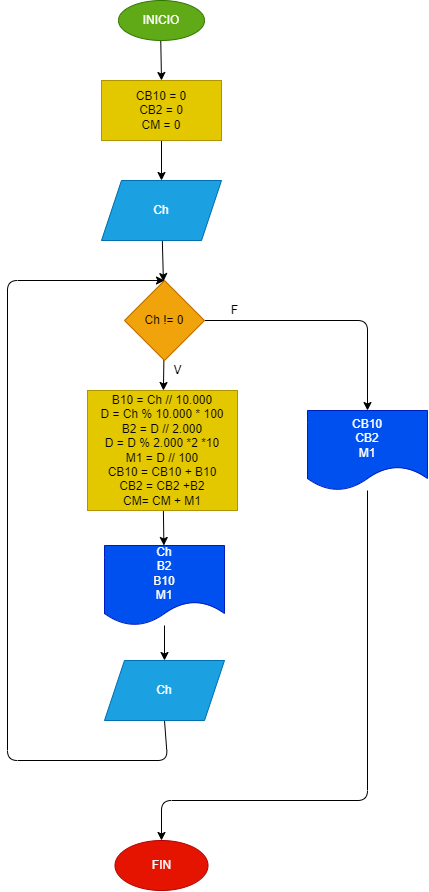 INICIO
CB10 = 0
CB2 = 0
CM = 0
Ch
Ch != 0
F
V
B10 = Ch // 10.000
D = Ch % 10.000 * 100
B2 = D // 2.000
D = D % 2.000 *2 *10
M1 = D // 100
CB10 = CB10 + B10
CB2 = CB2 +B2
CM= CM + M1
CB10
CB2
M1
Ch
B2
B10
M1
Ch
FIN